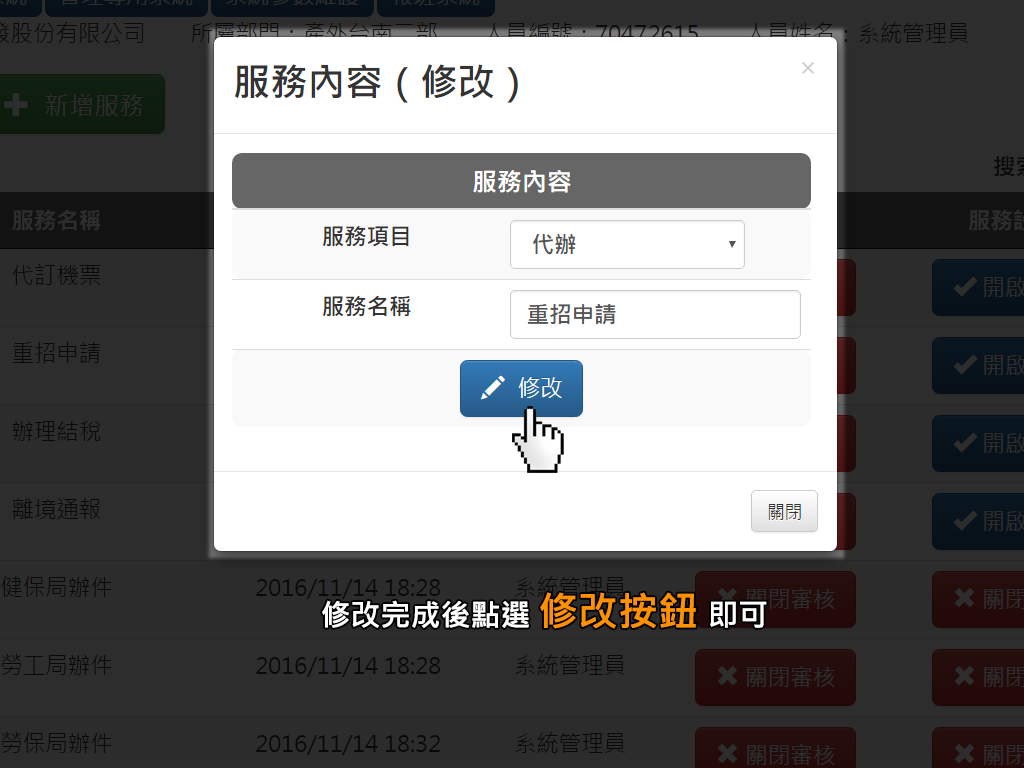 發股份有限公司 所屬部門：產外台南二部 人員編號：70472615 人員姓名：系統管理員
服務內容（修改） ×
新增服務
服務內容
服務名稱
服務項目 代辦
代訂機票 開啟
服務名稱 重招申請
重招申請 開啟
修改
辦理結稅 開啟
離境通報 開啟
關閉
健保局辦件 2016/11/14 18:28 系統管理員 關閉審核 關閉
修改完成後點選 修改按鈕 即可
勞工局辦件 2016/11/14 18:28 系統管理員 關閉審核 關閉
勞保局辦件 2016/11/14 18:32 系統管理員 關閉審核 關閉